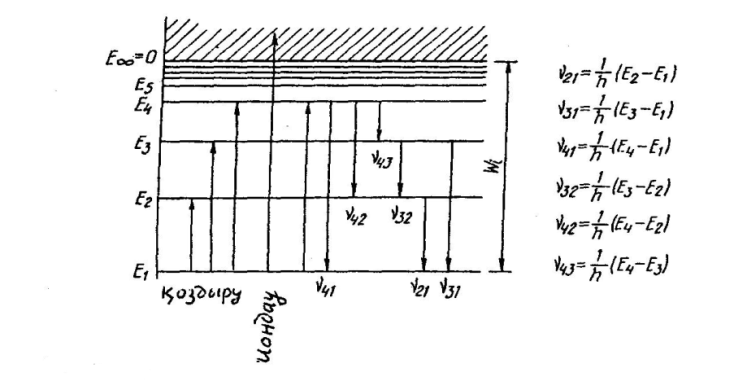 E∞=0
E₅
E₄
E₃
E₂
E₁
ν₄₃
ν₄₂
ν₃₂
ν₄₁
ν₂₁
ν₃₁
Wᵢ
қоздыру
иондау
ν₂₁=1/h (E₂−E₁)
ν₃₁=1/h (E₃−E₁)
ν₄₁=1/h (E₄−E₁)
ν₃₂=1/h (E₃−E₂)
ν₄₂=1/h (E₄−E₂)
ν₄₃=1/h (E₄−E₃)